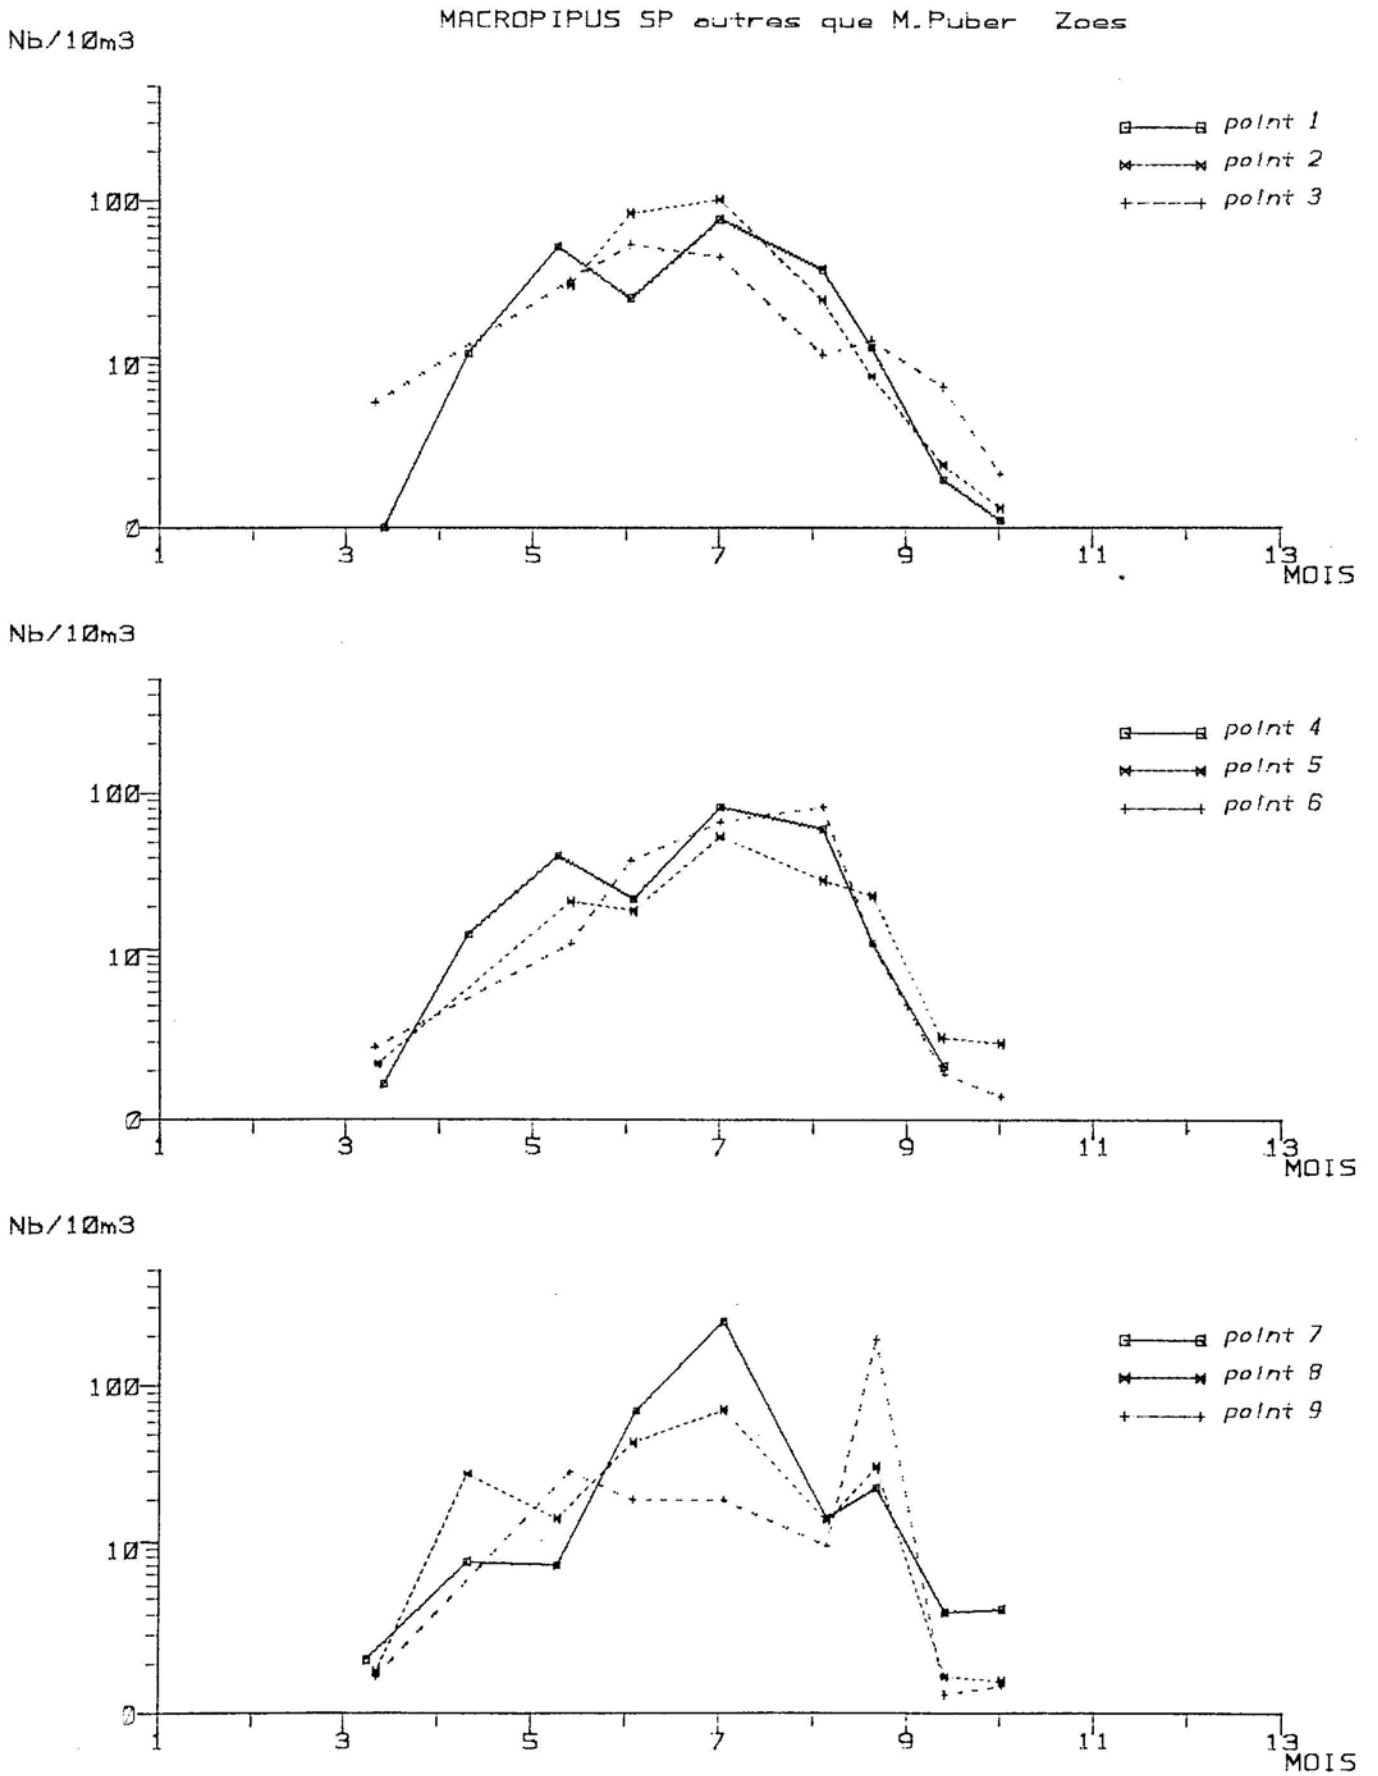 MACROPIPUS SP autres que M.Puber Zoes
Nb/10m3
point 1
point 2
point 3
100
10
0
1 3 5 7 9 11 13
MOIS
Nb/10m3
point 4
point 5
point 6
100
10
0
1 3 5 7 9 11 13
MOIS
Nb/10m3
point 7
point 8
point 9
100
10
0
1 3 5 7 9 11 13
MOIS